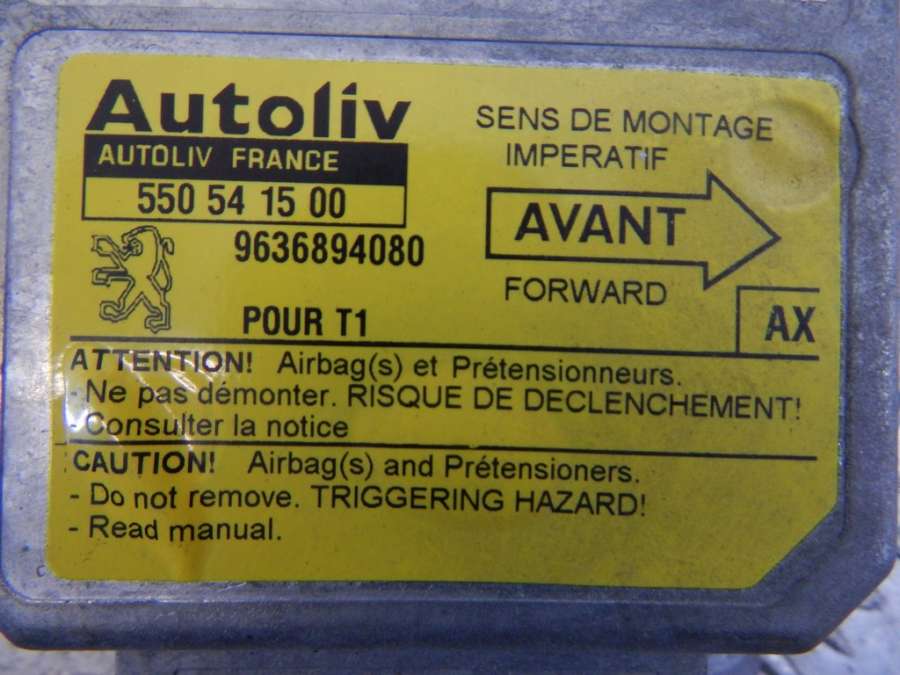 Autoliv
AUTOLIV FRANCE
550 54 15 00
9636894080
POUR T1
SENS DE MONTAGE
IMPERATIF
AVANT
FORWARD
AX
ATTENTION! Airbag(s) et Prétensionneurs.
- Ne pas démonter. RISQUE DE DECLENCHEMENT!
- Consulter la notice
CAUTION! Airbag(s) and Prétensioners.
- Do not remove. TRIGGERING HAZARD!
- Read manual.